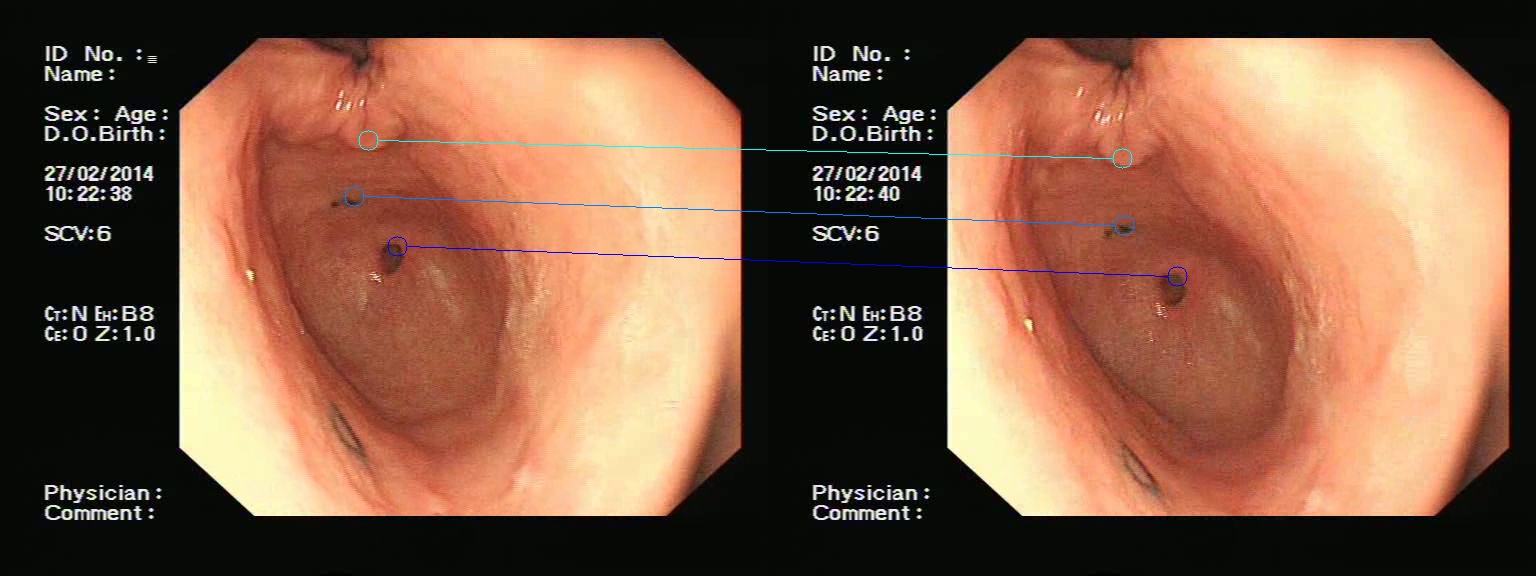 ID No. :
Name:
Sex: Age:
D.O.Birth:
27/02/2014
10:22:38
SCV:6
CT:N EH:B8
CE:0 Z:1.0
Physician:
Comment:
ID No. :
Name:
Sex: Age:
D.O.Birth:
27/02/2014
10:22:40
SCV:6
CT:N EH:B8
CE:0 Z:1.0
Physician:
Comment: